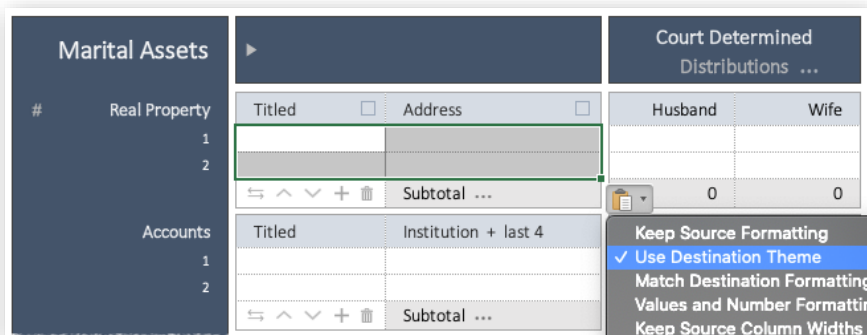 Marital Assets
Court Determined
Distributions ...
# Real Property Titled Address Husband Wife
1
2
Subtotal ... 0 0
Accounts Titled Institution + last 4
1
2
Subtotal ...
Keep Source Formatting
✓ Use Destination Theme
Match Destination Formatting
Values and Number Formattin
Keep Source Column Widths